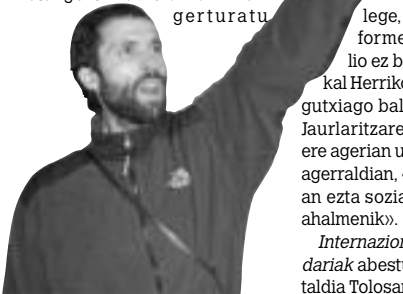 gerturatu
lege,
forme
lio ez b
kal Herrik
gutxiago bal
Jaurlaritzare
ere agerian u
agerraldian,
an ezta sozia
ahalmenik».
Internazion
dariak abestu
taldia Tolosan